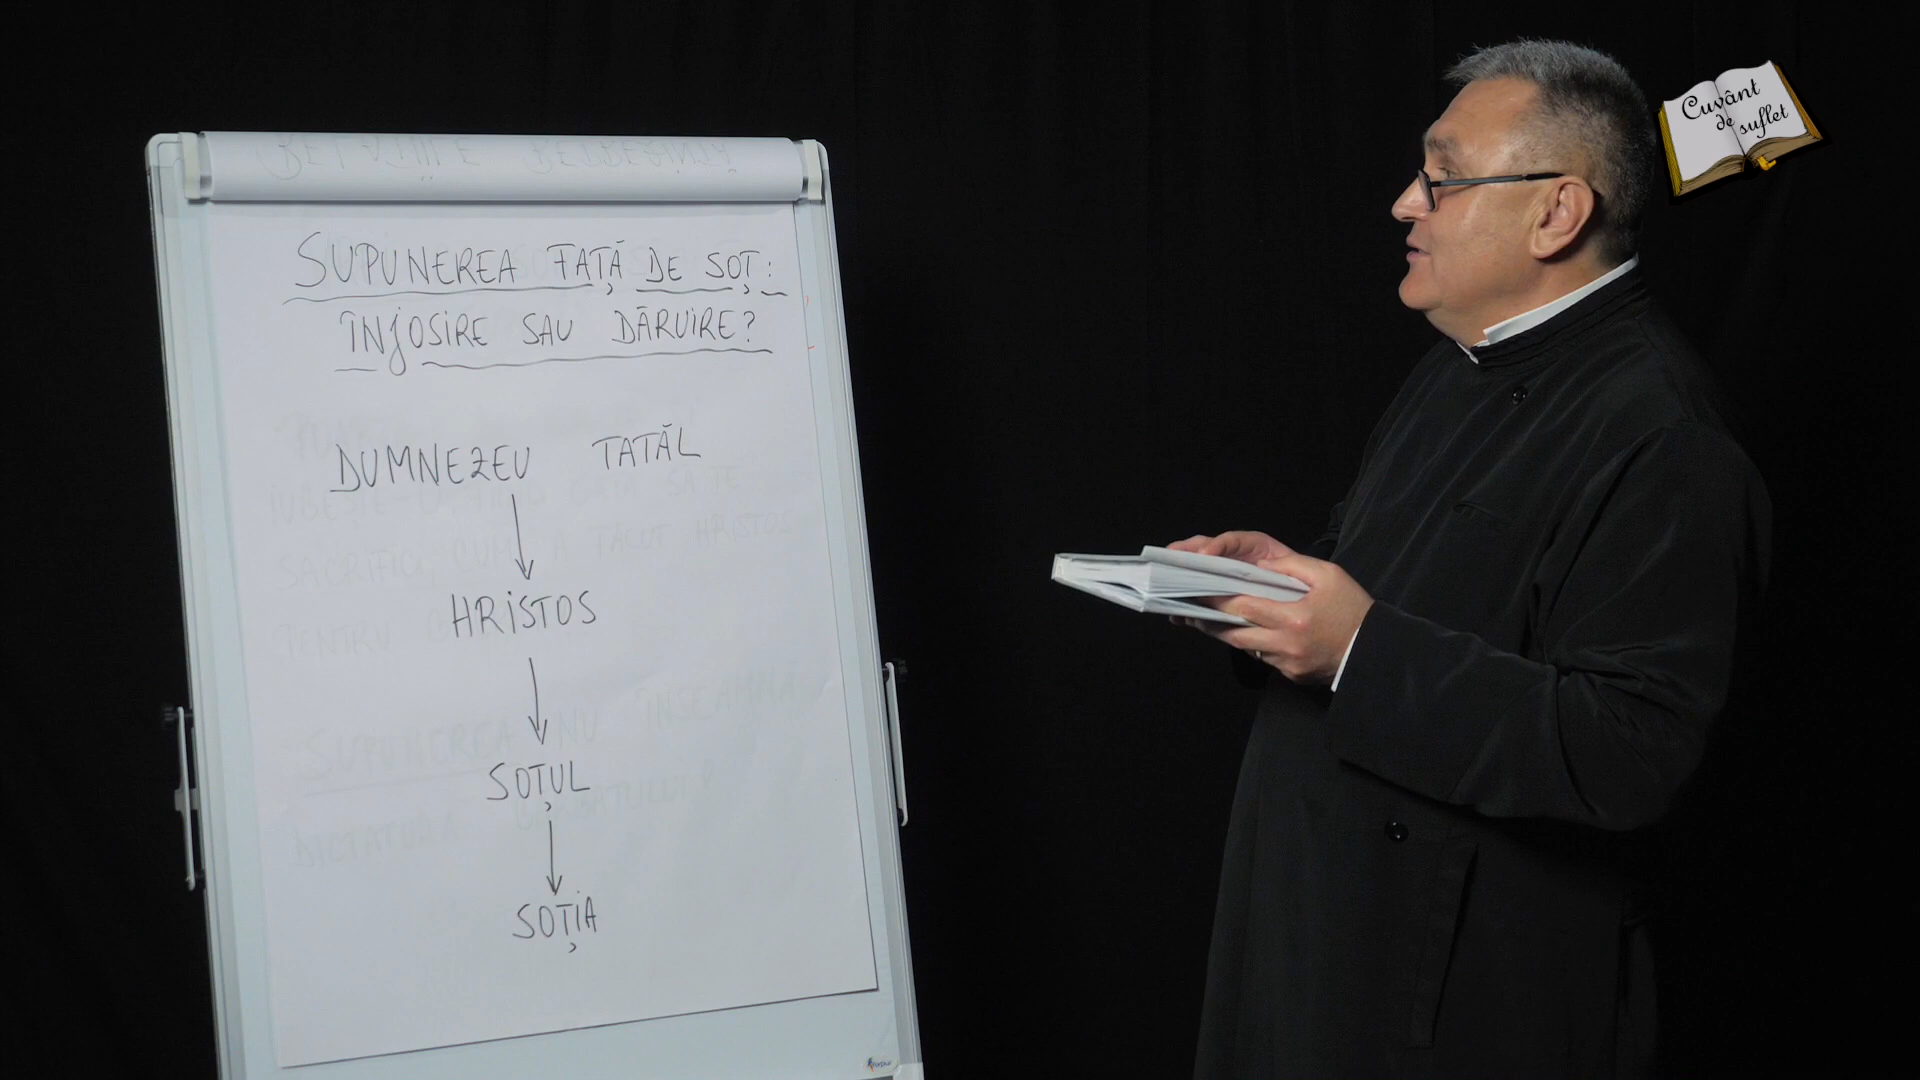 SUPUNEREA FAȚĂ DE SOȚ:
ÎNJOSIRE SAU DĂRUIRE?
DUMNEZEU TATĂL
HRISTOS
SOȚUL
SOȚIA
Cuvânt
de suflet